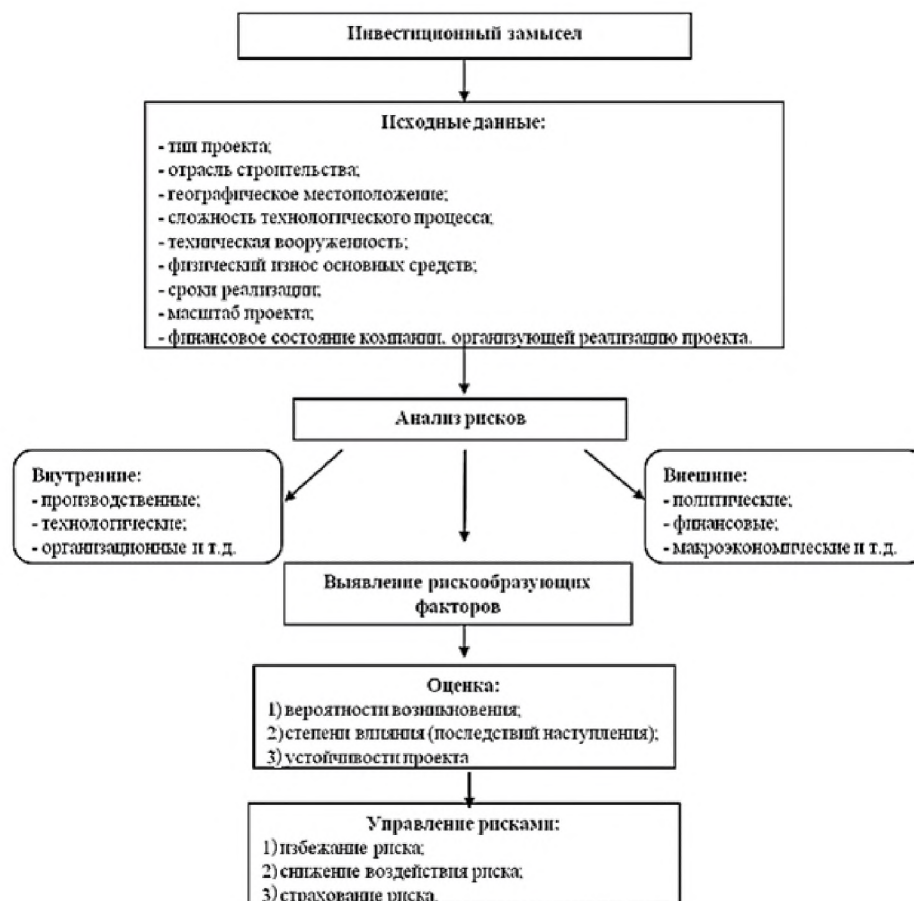 Инвестиционный замысел
Исходные данные:
- тип проекта;
- отрасль строительства;
- географическое местоположение;
- сложность технологического процесса;
- техническая вооруженность;
- физический износ основных средств;
- сроки реализации;
- масштаб проекта;
- финансовое состояние компании, организующей реализацию проекта.
Анализ рисков
Внутренние:
- производственные;
- технологические;
- организационные и т.д.
Внешние:
- политические;
- финансовые;
- макроэкономические и т.д.
Выявление рискообразующих
факторов
Оценка:
1) вероятности возникновения;
2) степени влияния (последствий наступления);
3) устойчивости проекта
Управление рисками:
1) избежание риска;
2) снижение воздействия риска;
3) страхование риска.